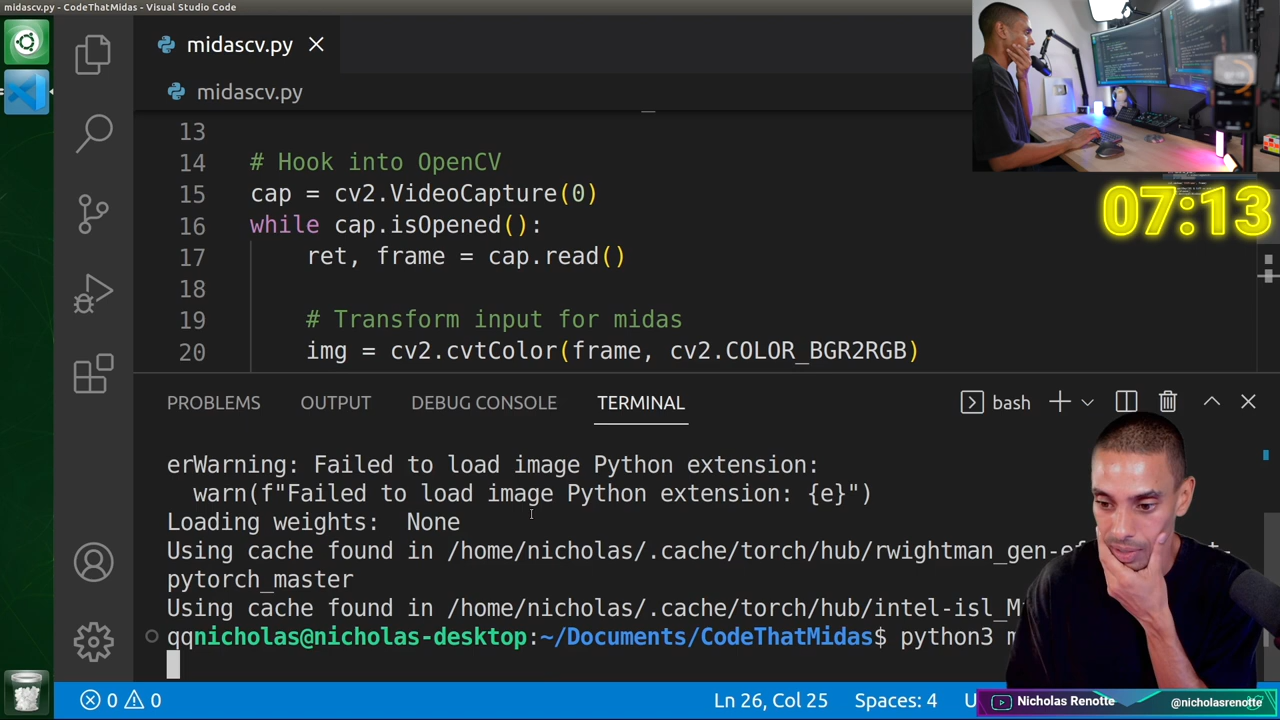 midascv.py - CodeThatMidas - Visual Studio Code
midascv.py
midascv.py
07:13
13
14 # Hook into OpenCV
15 cap = cv2.VideoCapture(0)
16 while cap.isOpened():
17 ret, frame = cap.read()
18
19 # Transform input for midas
20 img = cv2.cvtColor(frame, cv2.COLOR_BGR2RGB)
PROBLEMS OUTPUT DEBUG CONSOLE TERMINAL bash
erWarning: Failed to load image Python extension:
warn(f"Failed to load image Python extension: {e}")
Loading weights: None
Using cache found in /home/nicholas/.cache/torch/hub/rwightman_gen-ef
pytorch_master
Using cache found in /home/nicholas/.cache/torch/hub/intel-isl_M
qqnicholas@nicholas-desktop:~/Documents/CodeThatMidas$ python3 m
0 0 Ln 26, Col 25 Spaces: 4 U
Nicholas Renotte @nicholasrenotte